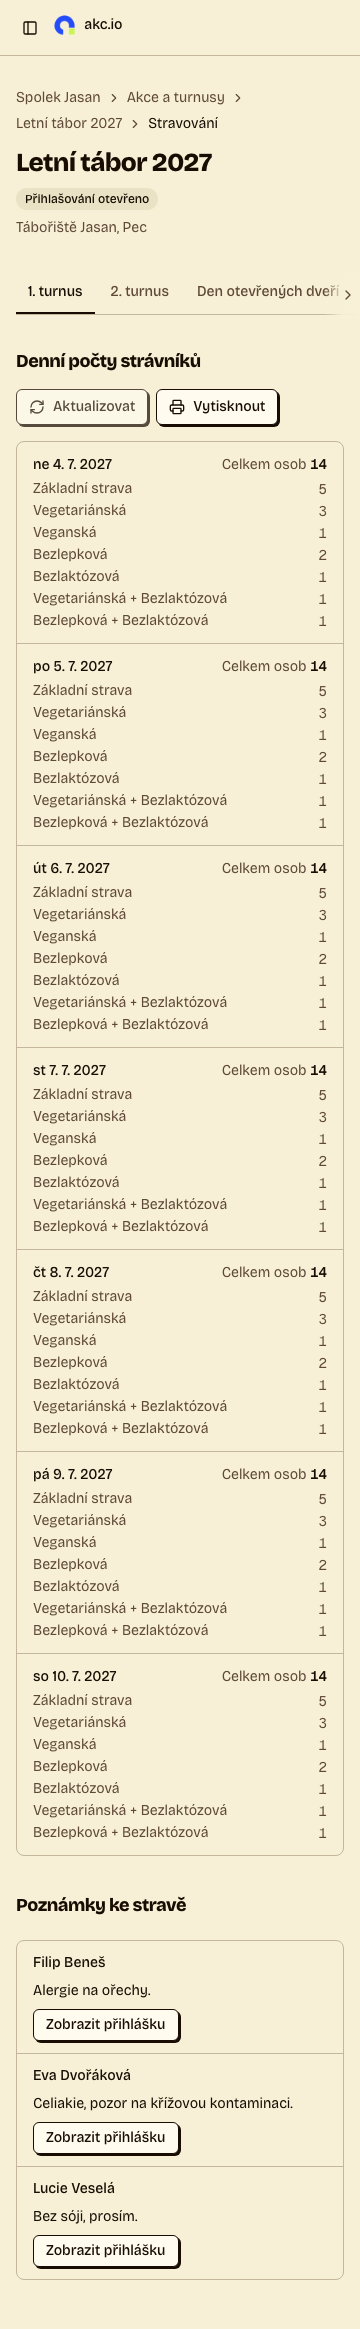 akc.io
Spolek Jasan > Akce a turnusy >
Letní tábor 2027 > Stravování
Letní tábor 2027
Přihlašování otevřeno
Tábořiště Jasan, Pec
1. turnus 2. turnus Den otevřených dveří
Denní počty strávníků
Aktualizovat Vytisknout
ne 4. 7. 2027 Celkem osob 14
Základní strava 5
Vegetariánská 3
Veganská 1
Bezlepková 2
Bezlaktózová 1
Vegetariánská + Bezlaktózová 1
Bezlepková + Bezlaktózová 1
po 5. 7. 2027 Celkem osob 14
Základní strava 5
Vegetariánská 3
Veganská 1
Bezlepková 2
Bezlaktózová 1
Vegetariánská + Bezlaktózová 1
Bezlepková + Bezlaktózová 1
út 6. 7. 2027 Celkem osob 14
Základní strava 5
Vegetariánská 3
Veganská 1
Bezlepková 2
Bezlaktózová 1
Vegetariánská + Bezlaktózová 1
Bezlepková + Bezlaktózová 1
st 7. 7. 2027 Celkem osob 14
Základní strava 5
Vegetariánská 3
Veganská 1
Bezlepková 2
Bezlaktózová 1
Vegetariánská + Bezlaktózová 1
Bezlepková + Bezlaktózová 1
čt 8. 7. 2027 Celkem osob 14
Základní strava 5
Vegetariánská 3
Veganská 1
Bezlepková 2
Bezlaktózová 1
Vegetariánská + Bezlaktózová 1
Bezlepková + Bezlaktózová 1
pá 9. 7. 2027 Celkem osob 14
Základní strava 5
Vegetariánská 3
Veganská 1
Bezlepková 2
Bezlaktózová 1
Vegetariánská + Bezlaktózová 1
Bezlepková + Bezlaktózová 1
so 10. 7. 2027 Celkem osob 14
Základní strava 5
Vegetariánská 3
Veganská 1
Bezlepková 2
Bezlaktózová 1
Vegetariánská + Bezlaktózová 1
Bezlepková + Bezlaktózová 1
Poznámky ke stravě
Filip Beneš
Alergie na ořechy.
Zobrazit přihlášku
Eva Dvořáková
Celiakie, pozor na křížovou kontaminaci.
Zobrazit přihlášku
Lucie Veselá
Bez sóji, prosím.
Zobrazit přihlášku